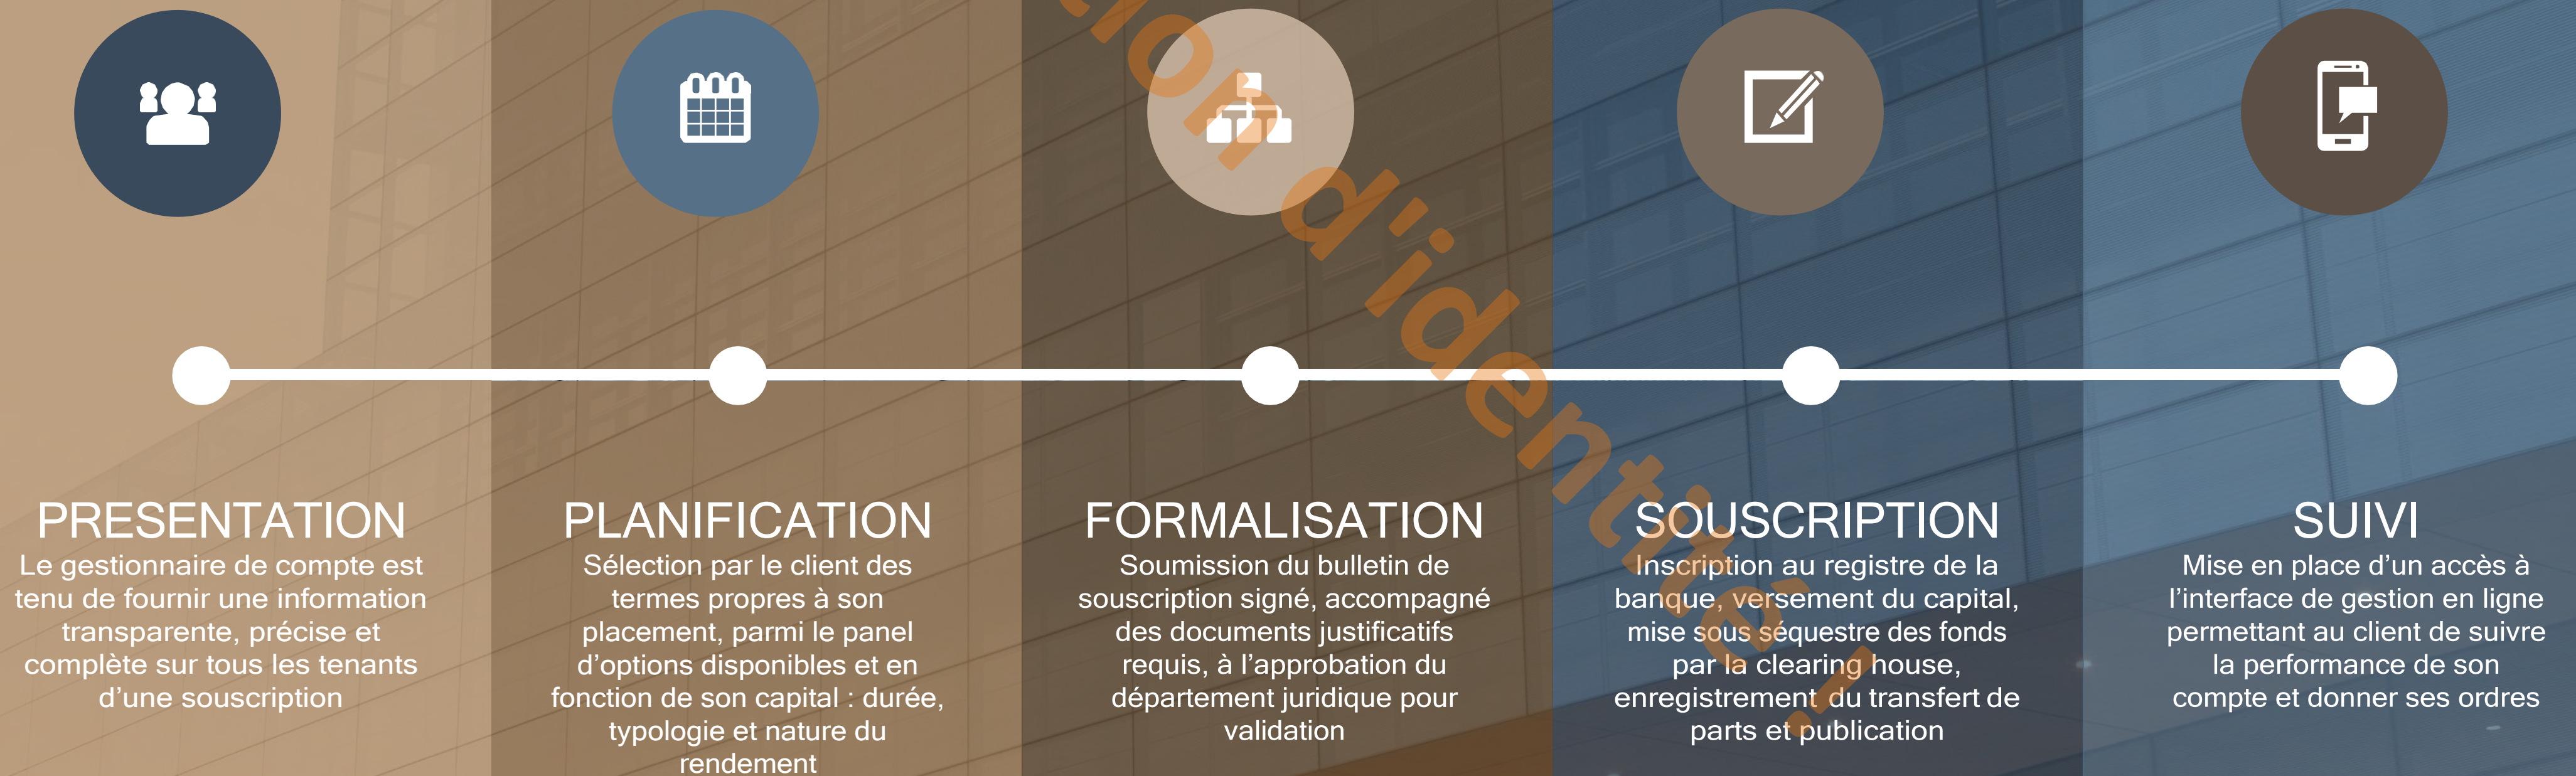 PRESENTATION
Le gestionnaire de compte est
tenu de fournir une information
transparente, précise et
complète sur tous les tenants
d’une souscription
PLANIFICATION
Sélection par le client des
termes propres à son
placement, parmi le panel
d’options disponibles et en
fonction de son capital : durée,
typologie et nature du
rendement
FORMALISATION
Soumission du bulletin de
souscription signé, accompagné
des documents justificatifs
requis, à l’approbation du
département juridique pour
validation
SOUSCRIPTION
Inscription au registre de la
banque, versement du capital,
mise sous séquestre des fonds
par la clearing house,
enregistrement du transfert de
parts et publication
SUIVI
Mise en place d’un accès à
l’interface de gestion en ligne
permettant au client de suivre
la performance de son
compte et donner ses ordres
d'identité !